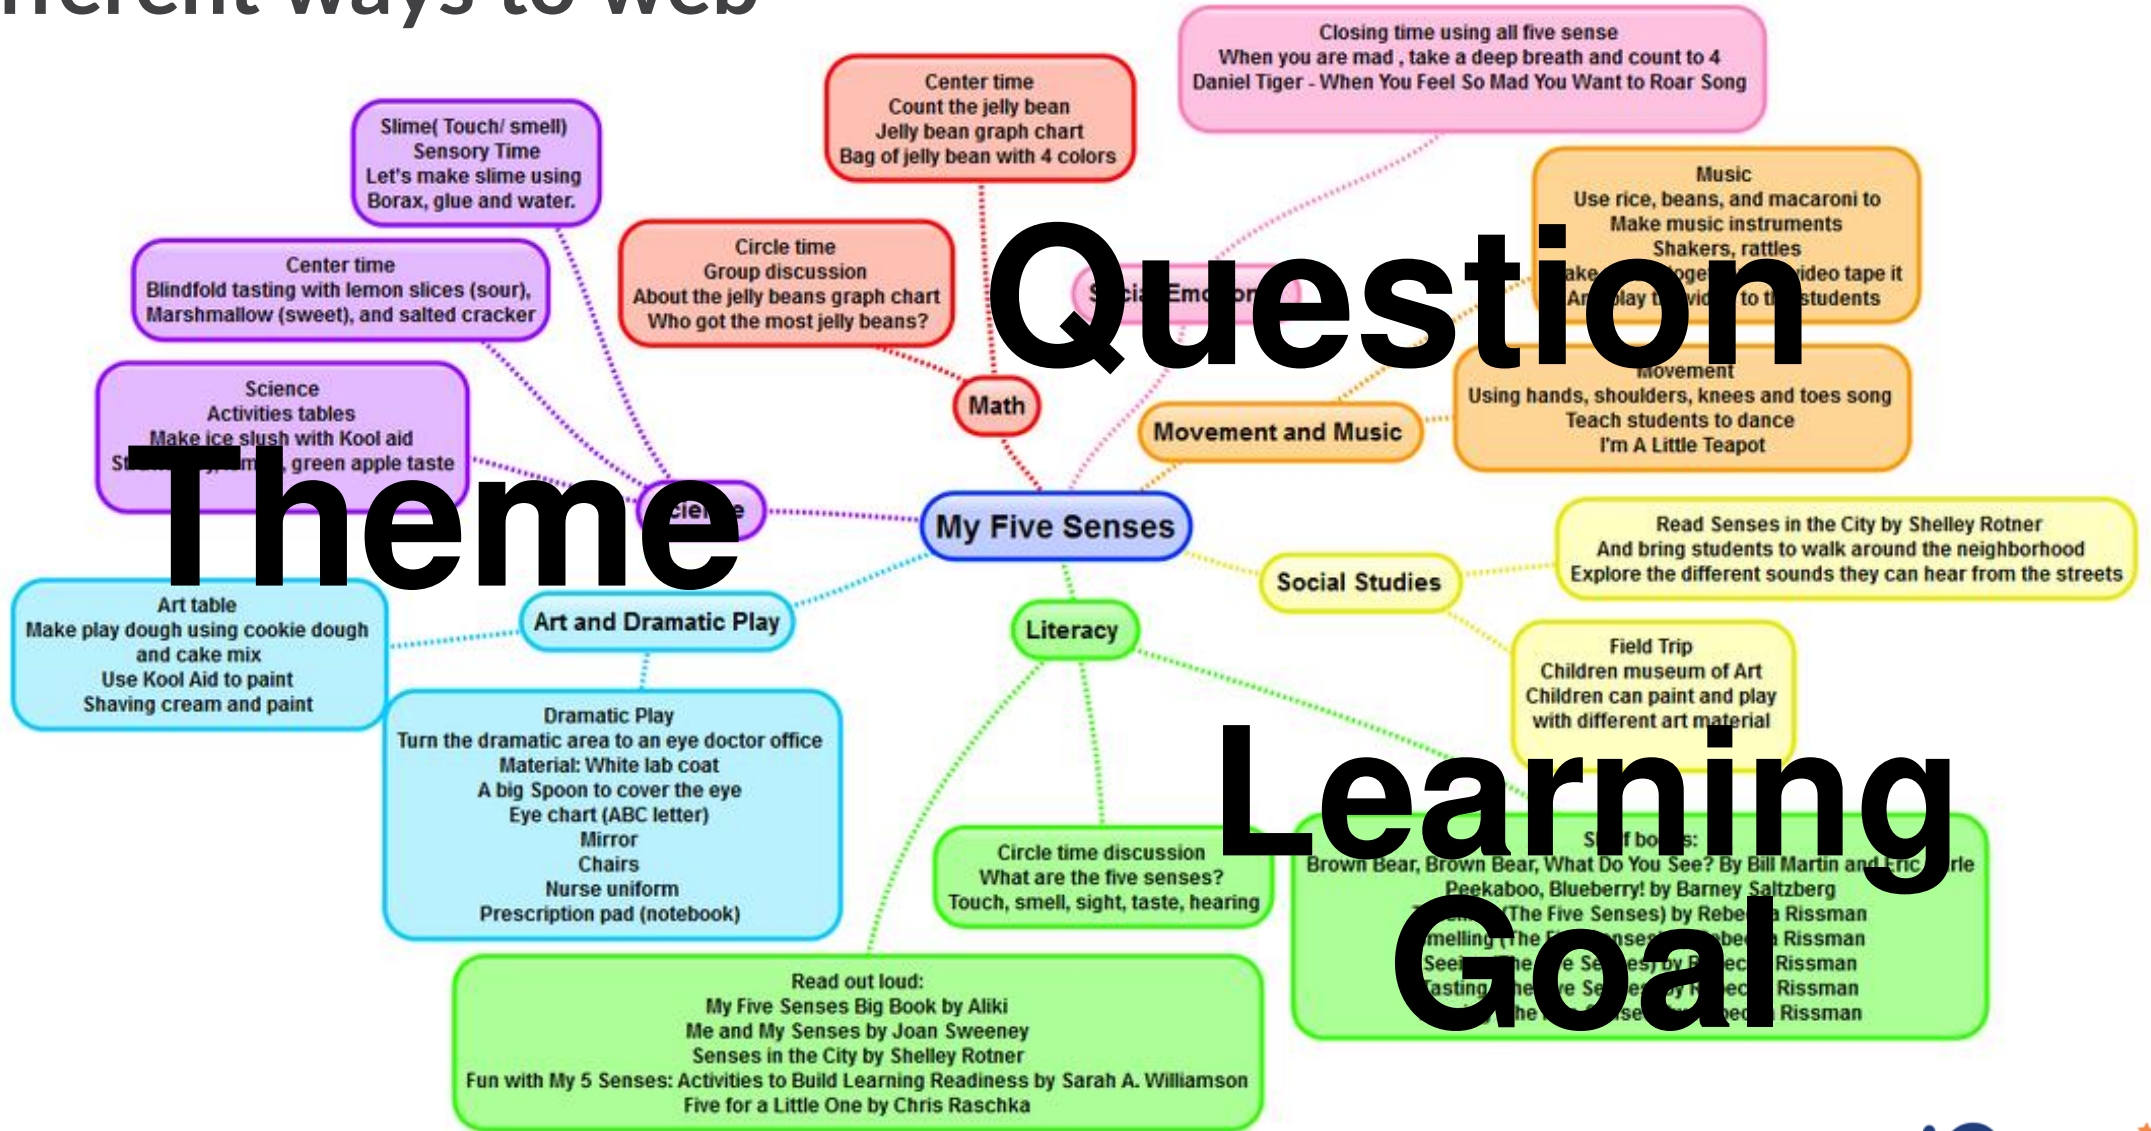 ways to web
Closing time using all five sense
When you are mad , take a deep breath and count to 4
Daniel Tiger - When You Feel So Mad You Want to Roar Song
Center time
Count the jelly bean
Jelly bean graph chart
Bag of jelly bean with 4 colors
Slime( Touch/ smell)
Sensory Time
Let's make slime using
Borax, glue and water.
Music
Use rice, beans, and macaroni to
Make music instruments
Shakers, rattles
video tape it
to students
Center time
Blindfold tasting with lemon slices (sour),
Marshmallow (sweet), and salted cracker
Circle time
Group discussion
About the jelly beans graph chart
Who got the most jelly beans?
Question
Movement
Using hands, shoulders, knees and toes song
Teach students to dance
I'm A Little Teapot
Science
Activities tables
Make ice slush with Kool aid
green apple taste
Math
Movement and Music
Theme
My Five Senses
Read Senses in the City by Shelley Rotner
And bring students to walk around the neighborhood
Explore the different sounds they can hear from the streets
Social Studies
Art table
Make play dough using cookie dough
and cake mix
Use Kool Aid to paint
Shaving cream and paint
Art and Dramatic Play
Literacy
Field Trip
Children museum of Art
Children can paint and play
with different art material
Dramatic Play
Turn the dramatic area to an eye doctor office
Material: White lab coat
A big Spoon to cover the eye
Eye chart (ABC letter)
Mirror
Chairs
Nurse uniform
Prescription pad (notebook)
Learning
Goal
Circle time discussion
What are the five senses?
Touch, smell, sight, taste, hearing
Brown Bear, Brown Bear, What Do You See? By Bill Martin and Eric
Peekaboo, Blueberry! by Barney Saltzberg
(The Five Senses) by Rebecca Rissman
Rissman
Rissman
Rissman
Rissman
Read out loud:
My Five Senses Big Book by Aliki
Me and My Senses by Joan Sweeney
Senses in the City by Shelley Rotner
Fun with My 5 Senses: Activities to Build Learning Readiness by Sarah A. Williamson
Five for a Little One by Chris Raschka